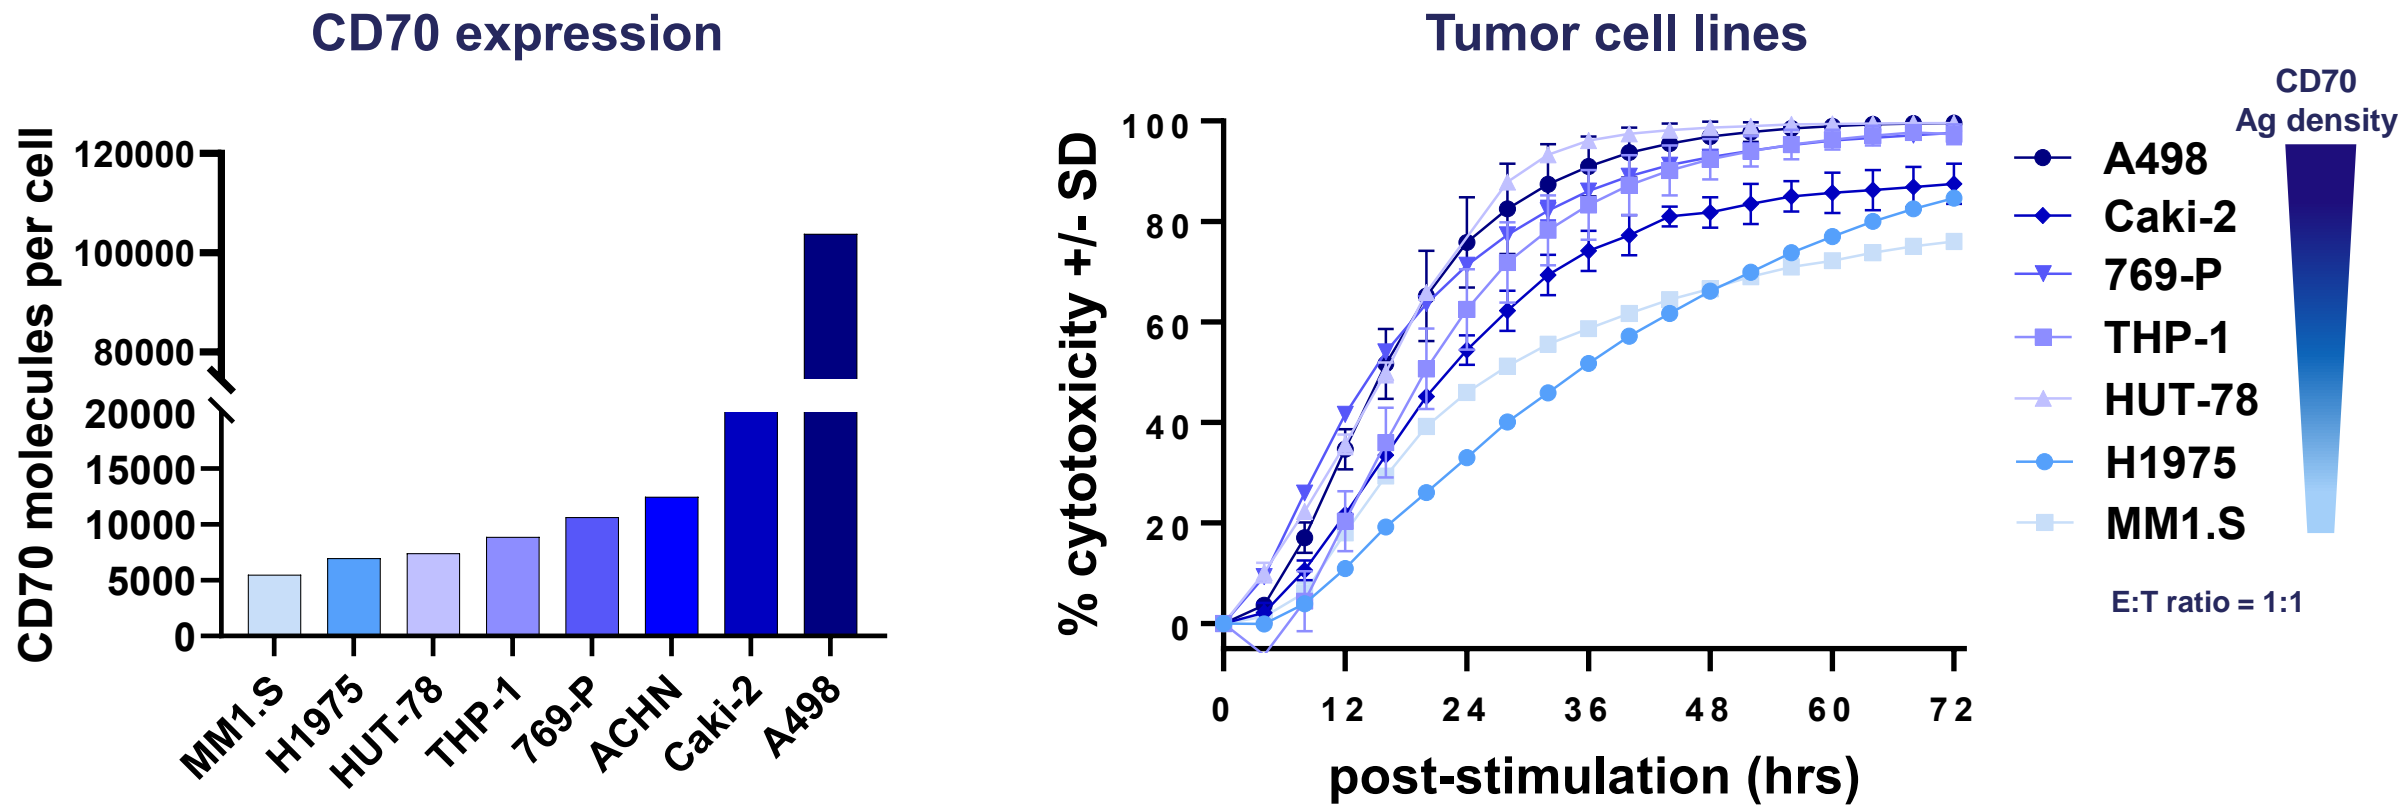 CD70 expression
CD70 molecules per cell
120000
100000
80000
20000
15000
10000
5000
0
MM1.S
H1975
HUT-78
THP-1
769-P
ACHN
Caki-2
A498
Tumor cell lines
% cytotoxicity +/- SD
100
80
60
40
20
0
0 12 24 36 48 60 72
post-stimulation (hrs)
A498
Caki-2
769-P
THP-1
HUT-78
H1975
MM1.S
CD70
Ag density
E:T ratio = 1:1